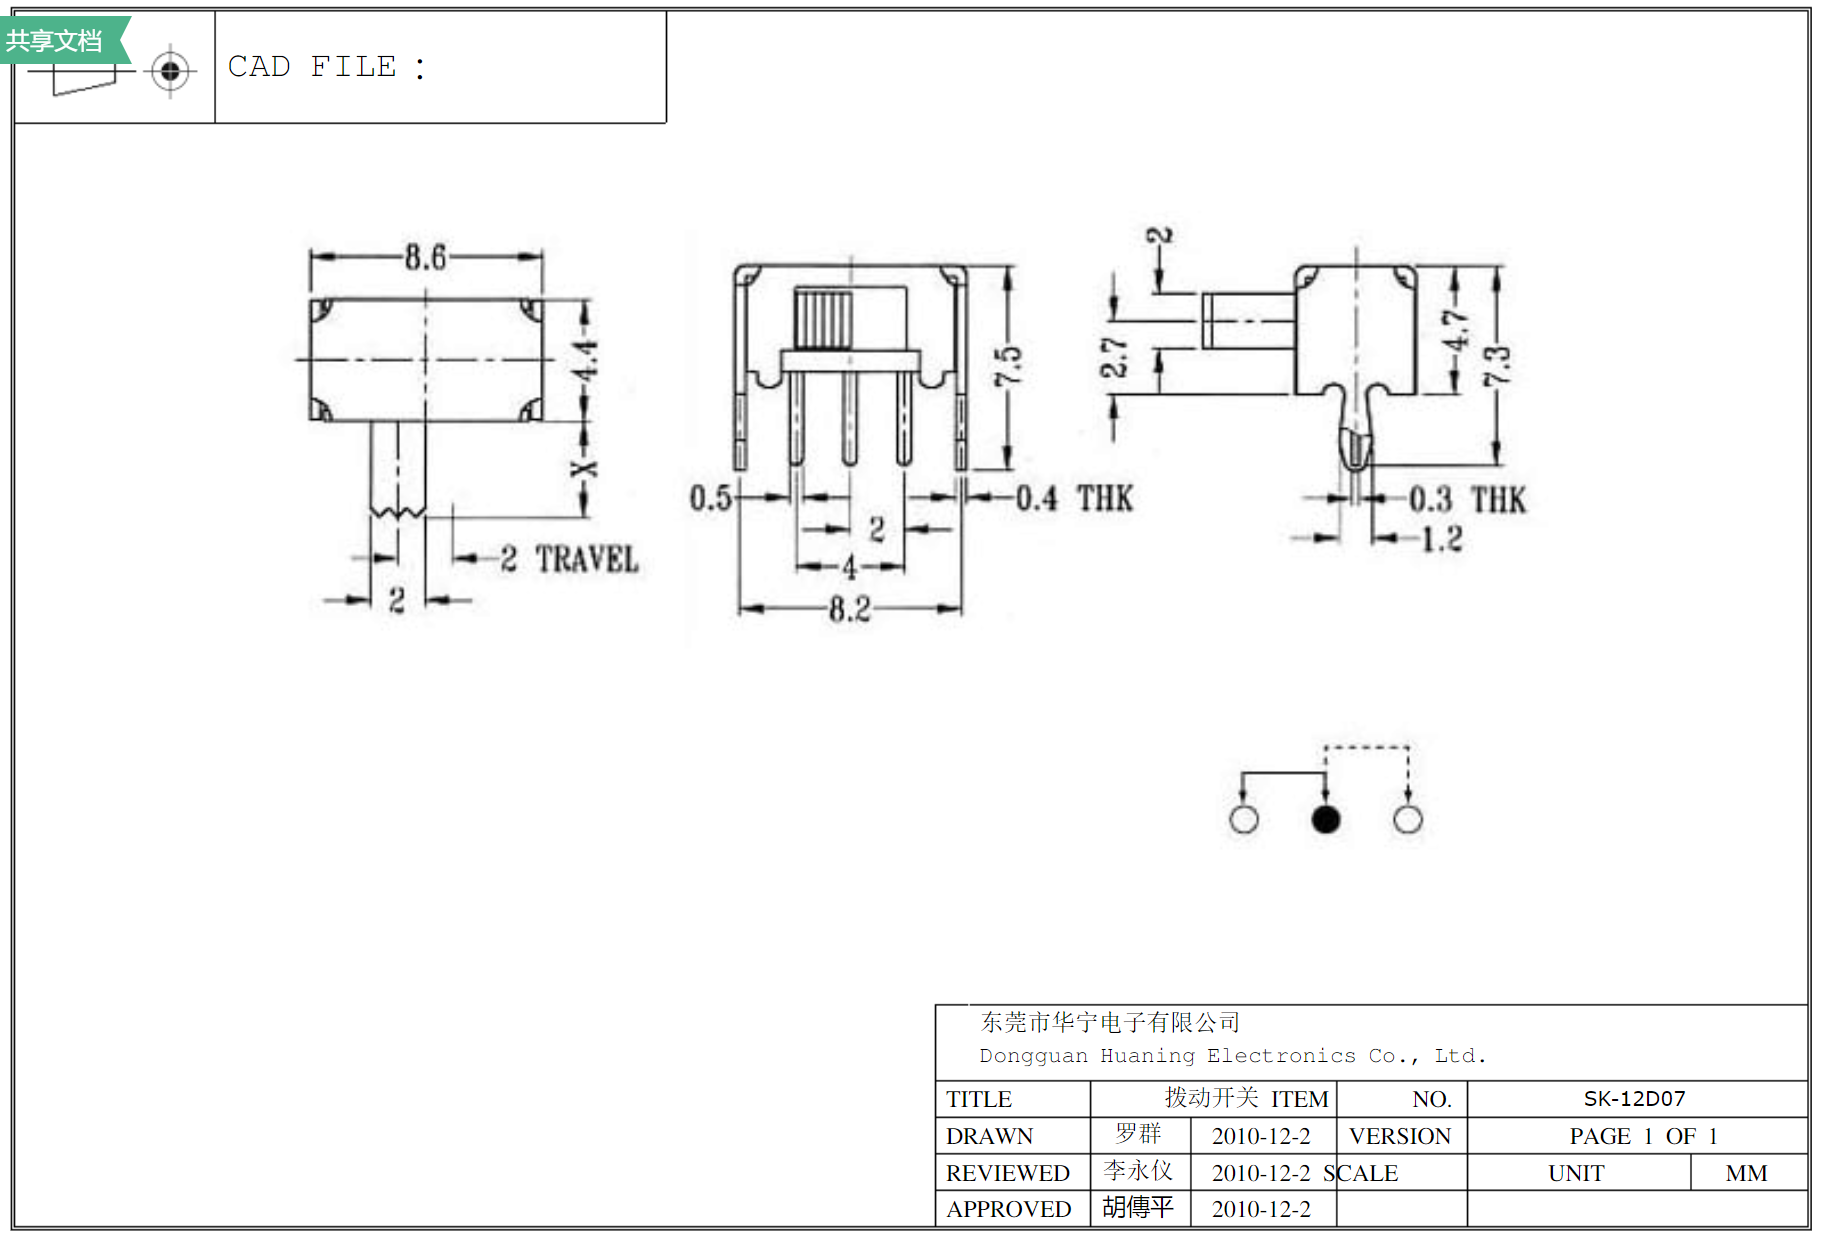 共享文档
CAD FILE :
8.6
4.4
X
2 TRAVEL
2
7.5
0.5
0.4 THK
2
4
8.2
2
2.7
4.7
7.3
0.3 THK
1.2
东莞市华宁电子有限公司
Dongguan Huaning Electronics Co., Ltd.
TITLE 拨动开关 ITEM NO. SK-12D07
DRAWN 罗群 2010-12-2 VERSION PAGE 1 OF 1
REVIEWED 李永仪 2010-12-2 SCALE UNIT MM
APPROVED 胡傳平 2010-12-2